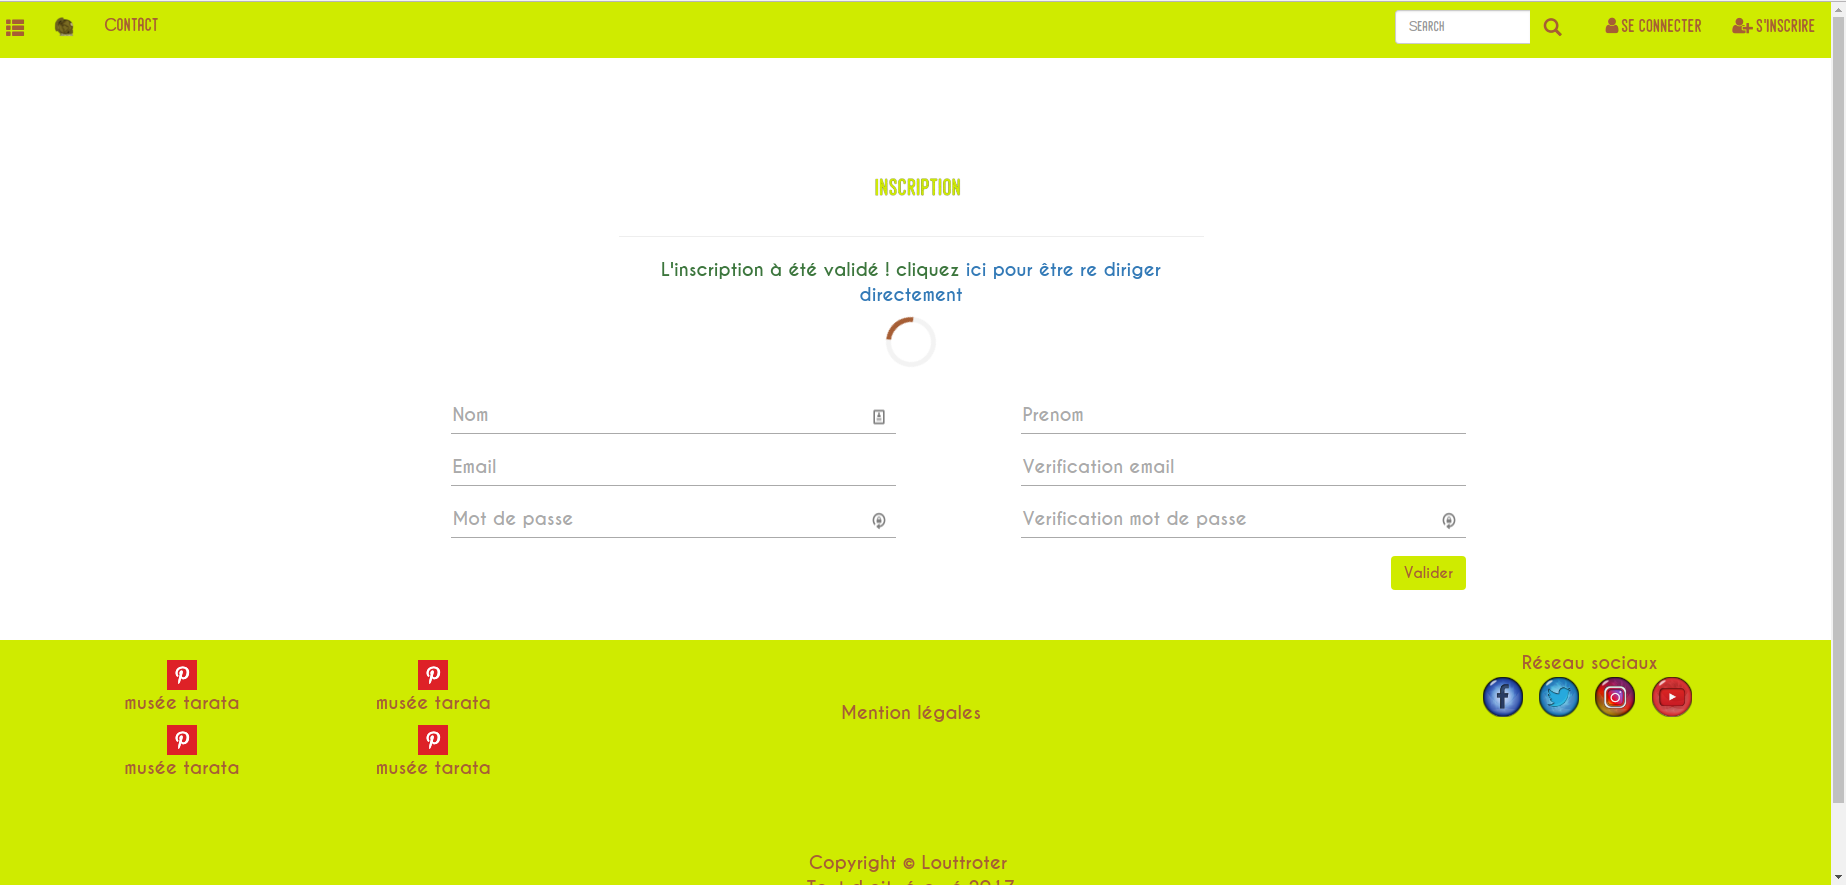 Contact
Search
SE CONNECTER
S'INSCRIRE
INSCRIPTION
L'inscription à été validé ! cliquez ici pour être re diriger
directement
Nom
Prenom
Email
Verification email
Mot de passe
Verification mot de passe
Valider
musée tarata
musée tarata
musée tarata
musée tarata
Mention légales
Réseau sociaux
Copyright © Louttroter